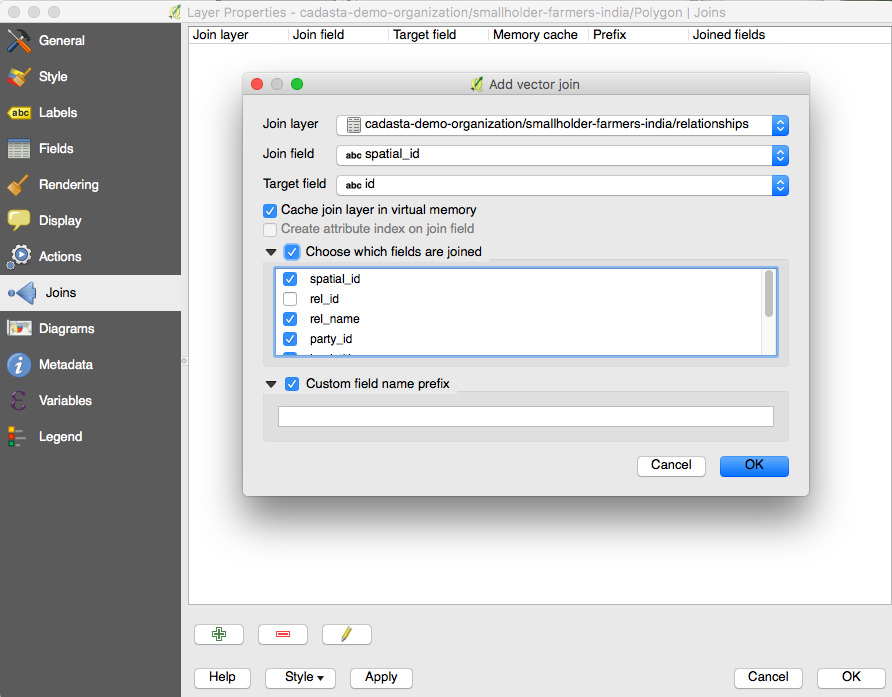 Layer Properties - cadasta-demo-organization/smallholder-farmers-india/Polygon | Joins
General
Style
abc Labels
Fields
Rendering
Display
Actions
Joins
Diagrams
Metadata
Variables
Legend
Join layer Join field Target field Memory cache Prefix Joined fields
Add vector join
Join layer cadasta-demo-organization/smallholder-farmers-india/relationships
Join field abc spatial_id
Target field abc id
Cache join layer in virtual memory
Create attribute index on join field
Choose which fields are joined
spatial_id
rel_id
rel_name
party_id
Custom field name prefix
Cancel OK
Help Style Apply Cancel OK